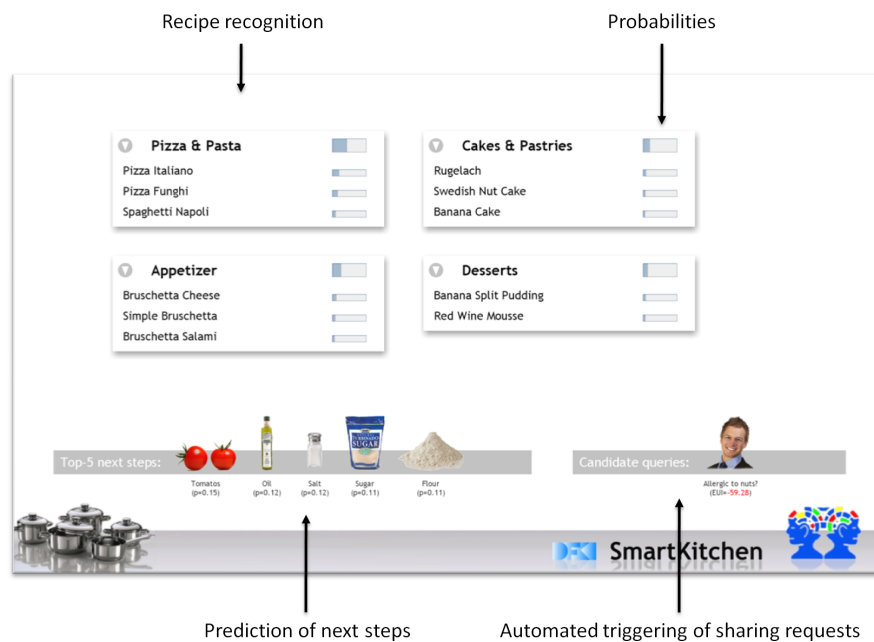 Recipe recognition
Probabilities
Pizza & Pasta
Pizza Italiano
Pizza Funghi
Spaghetti Napoli
Cakes & Pastries
Rugelach
Swedish Nut Cake
Banana Cake
Appetizer
Bruschetta Cheese
Simple Bruschetta
Bruschetta Salami
Desserts
Banana Split Pudding
Red Wine Mousse
Top-5 next steps:
SUGAR
Tomatos
(p=0.15)
Oil
(p=0.12)
Salt
(p=0.12)
Sugar
(p=0.11)
Flour
(p=0.11)
Candidate queries:
Allergic to nuts?
(EUI=-59.28)
DFKI SmartKitchen
Prediction of next steps
Automated triggering of sharing requests